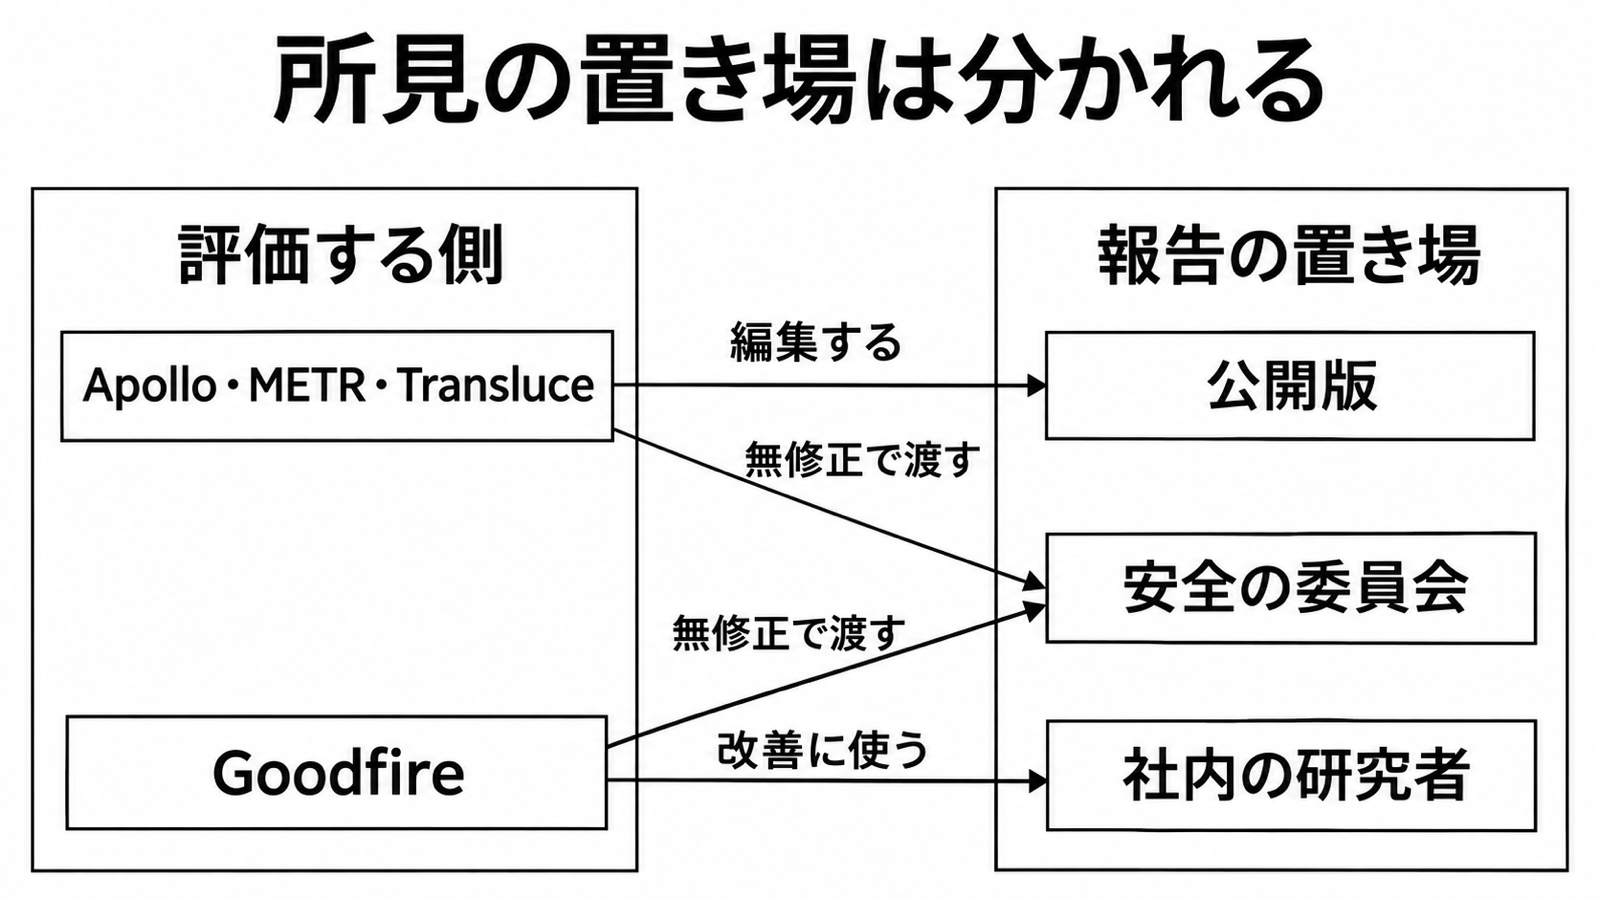 所見の置き場は分かれる
評価する側
Apollo・METR・Transluce
Goodfire
編集する
無修正で渡す
無修正で渡す
改善に使う
報告の置き場
公開版
安全の委員会
社内の研究者